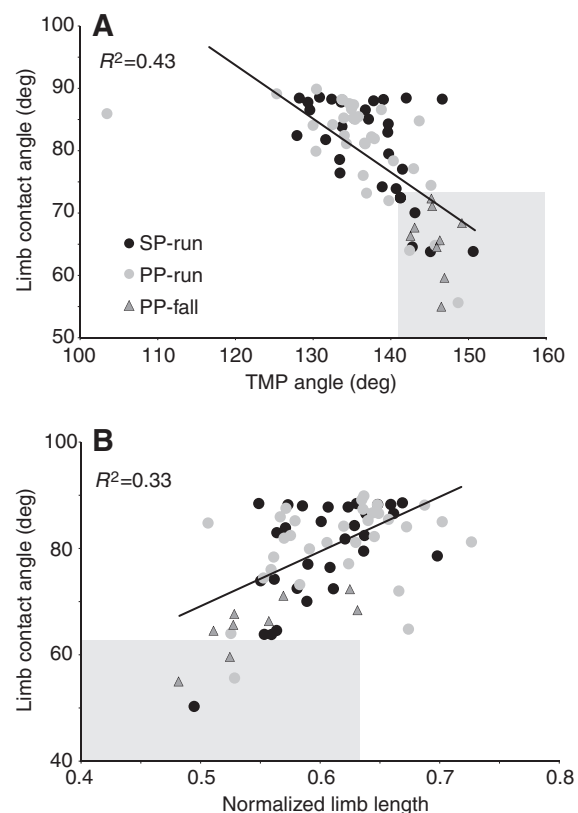 A
R²=0.43
Limb contact angle (deg)
100
90
80
70
60
50
SP-run
PP-run
PP-fall
100 110 120 130 140 150 160
TMP angle (deg)
B
R²=0.33
Limb contact angle (deg)
100
80
60
40
0.4 0.5 0.6 0.7 0.8
Normalized limb length